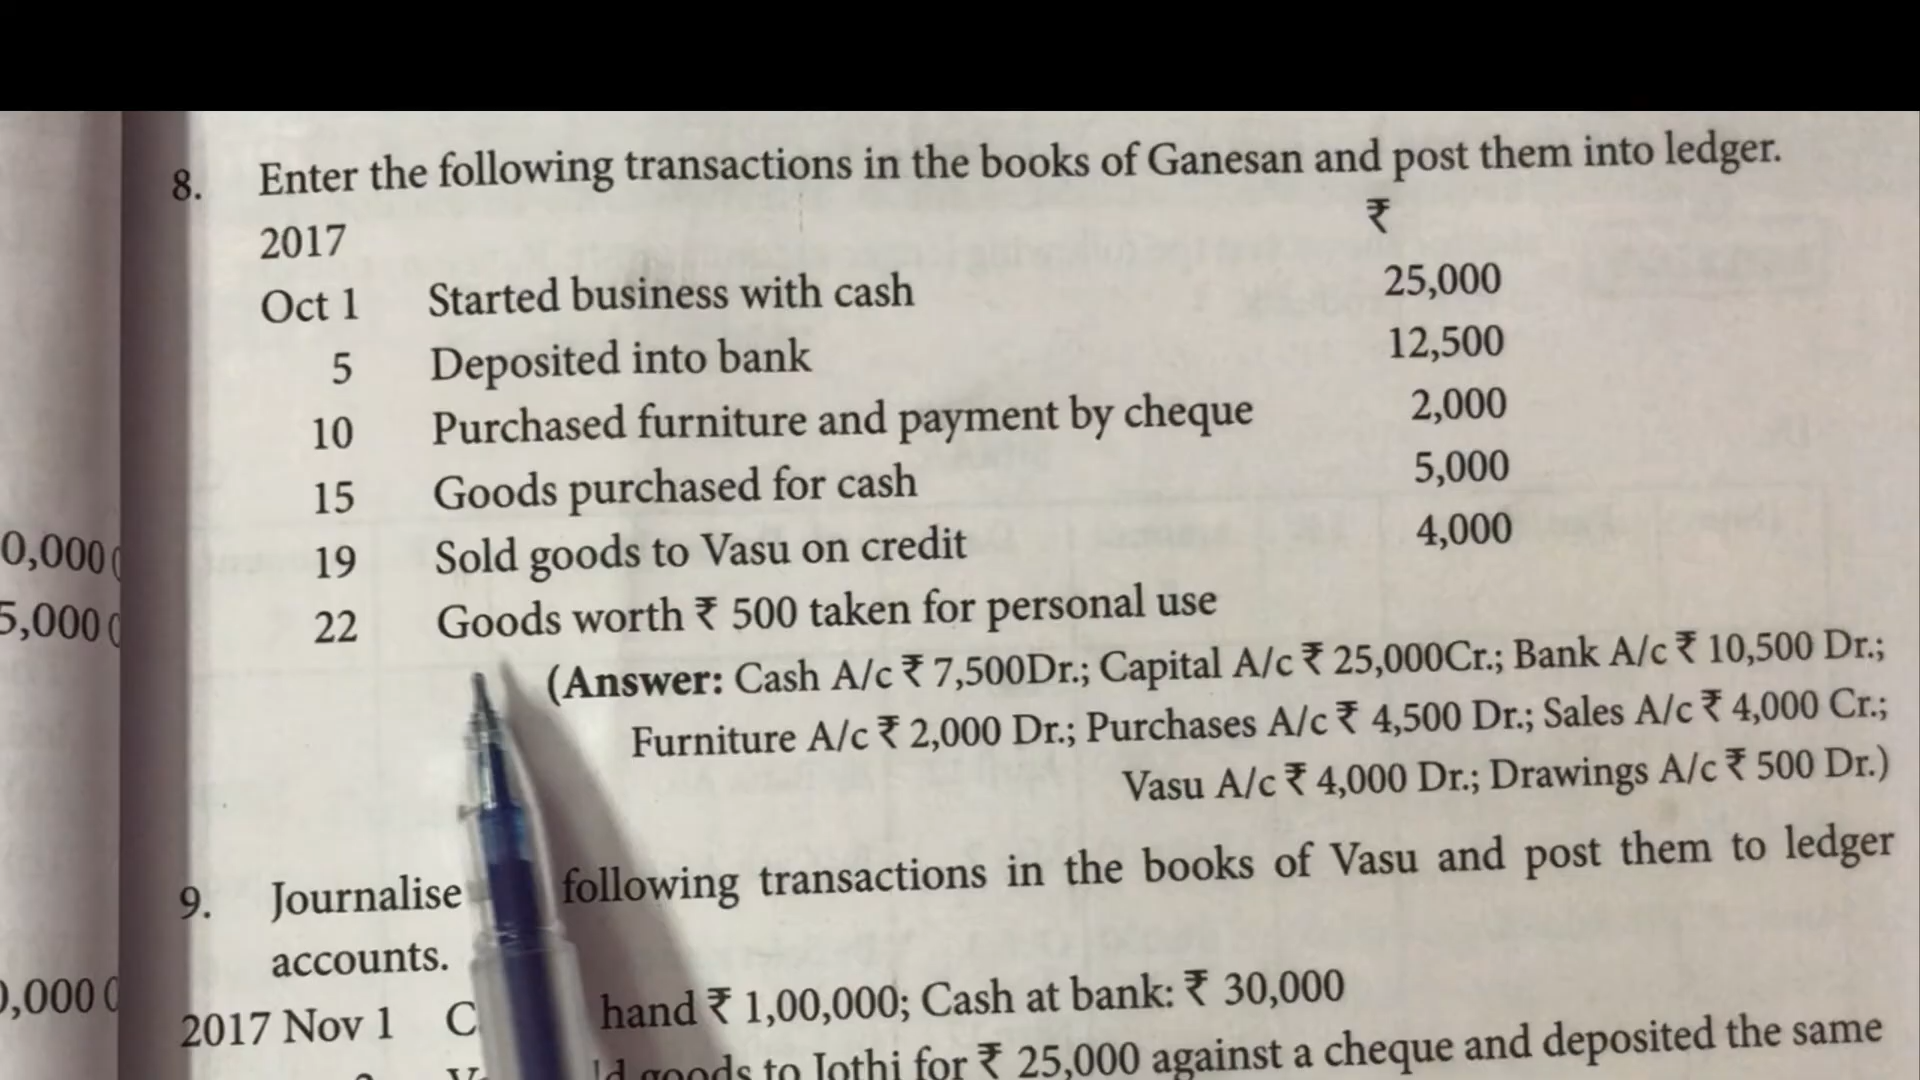 8. Enter the following transactions in the books of Ganesan and post them into ledger.
2017 ₹
Oct 1 Started business with cash 25,000
5 Deposited into bank 12,500
10 Purchased furniture and payment by cheque 2,000
15 Goods purchased for cash 5,000
19 Sold goods to Vasu on credit 4,000
22 Goods worth ₹ 500 taken for personal use
(Answer: Cash A/c ₹ 7,500Dr.; Capital A/c ₹ 25,000Cr.; Bank A/c ₹ 10,500 Dr.;
Furniture A/c ₹ 2,000 Dr.; Purchases A/c ₹ 4,500 Dr.; Sales A/c ₹ 4,000 Cr.;
Vasu A/c ₹ 4,000 Dr.; Drawings A/c ₹ 500 Dr.)
9. Journalise following transactions in the books of Vasu and post them to ledger
accounts.
2017 Nov 1 hand ₹ 1,00,000; Cash at bank: ₹ 30,000
goods to Jothi for ₹ 25,000 against a cheque and deposited the same